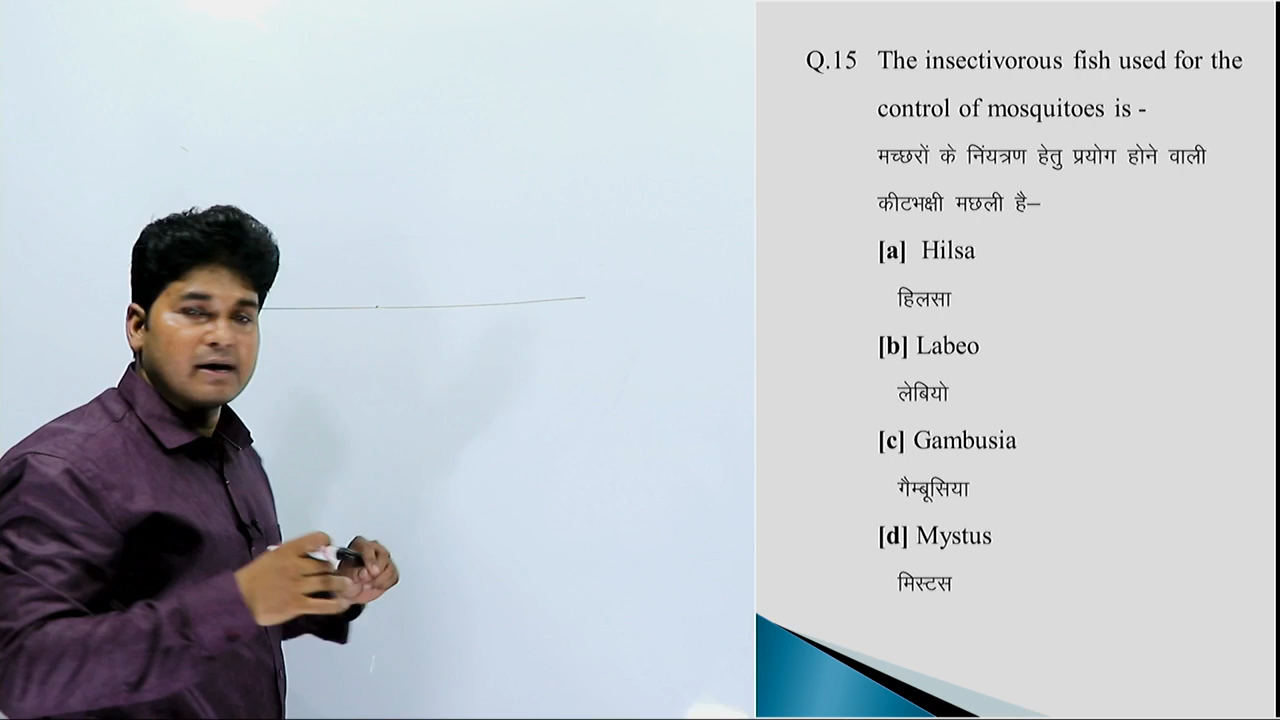 Q.15 The insectivorous fish used for the
control of mosquitoes is -
मच्छरों के निंयत्रण हेतु प्रयोग होने वाली
कीटभक्षी मछली है–
[a] Hilsa
हिलसा
[b] Labeo
लेबियो
[c] Gambusia
गैम्बूसिया
[d] Mystus
मिस्टस